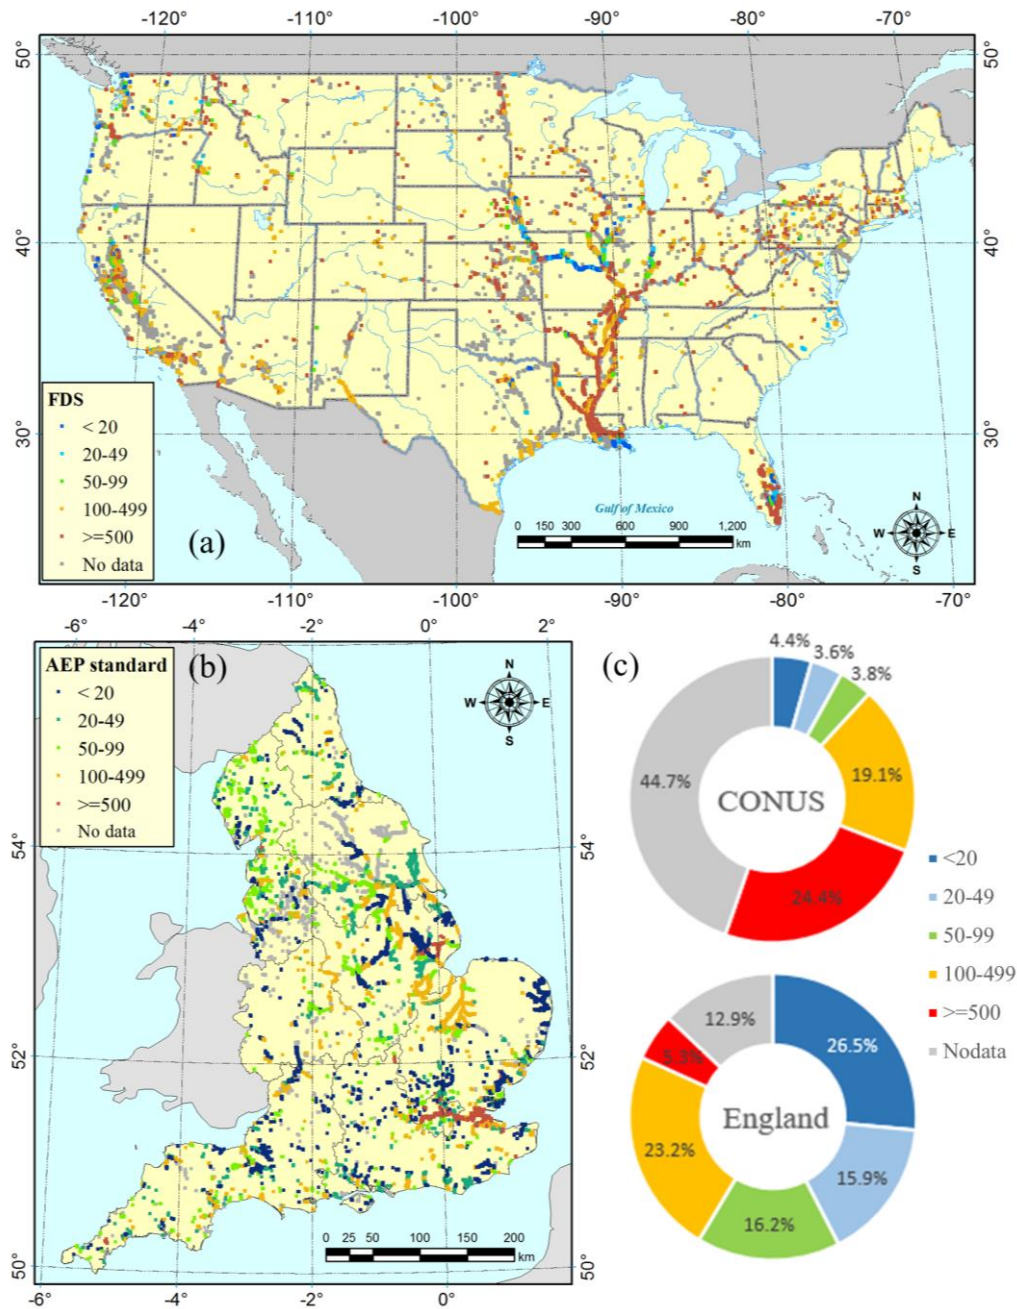 -120° -110° -100° -90° -80° -70°
50° 50°
40° 40°
30° 30°
FDS
< 20
20-49
50-99
100-499
>=500
No data
(a)
Gulf of Mexico
0 150 300 600 900 1,200
km
N
W E
S
-120° -110° -100° -90° -80° -70°
-6° -4° -2° 0° 2°
AEP standard
< 20
20-49
50-99
100-499
>=500
No data
(b)
N
W E
S
54° 54°
52° 52°
50° 50°
0 25 50 100 150 200
km
-6° -4° -2° 0°
(c)
4.4%
3.6%
3.8%
19.1%
24.4%
44.7%
CONUS
<20
20-49
50-99
100-499
>=500
Nodata
12.9%
26.5%
5.3%
England
23.2%
15.9%
16.2%